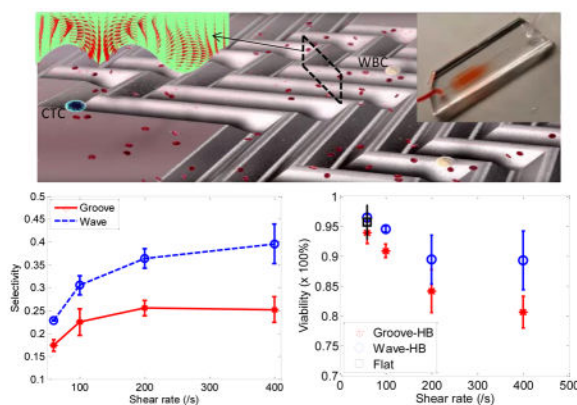 WBC
CTC
0.5
0.45
0.4
0.35
0.3
0.25
0.2
0.15
0.1
Selectivity
Groove
Wave
100
200
300
400
Shear rate (/s)
1
0.95
0.9
0.85
0.8
0.75
0.7
Viability (x 100%)
Groove-HB
Wave-HB
Flat
0
100
200
300
400
500
Shear rate (/s)